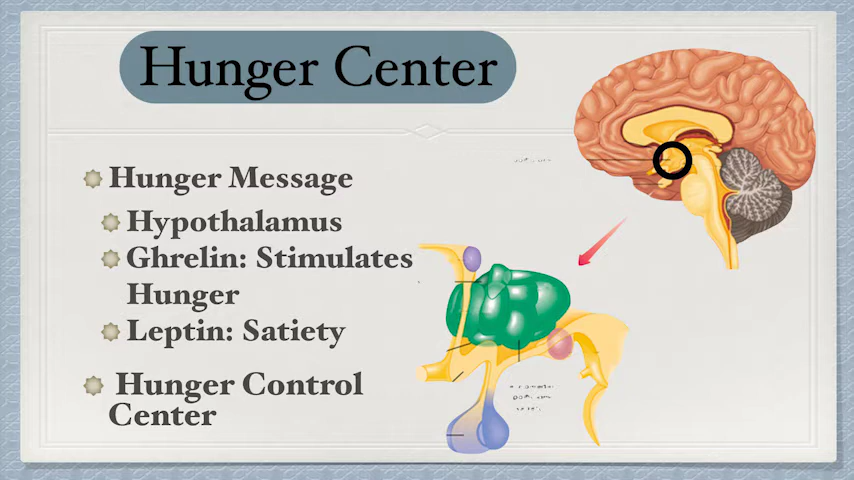 Hunger Center
Hunger Message
Hypothalamus
Ghrelin: Stimulates
Hunger
Leptin: Satiety
Hunger Control
Center